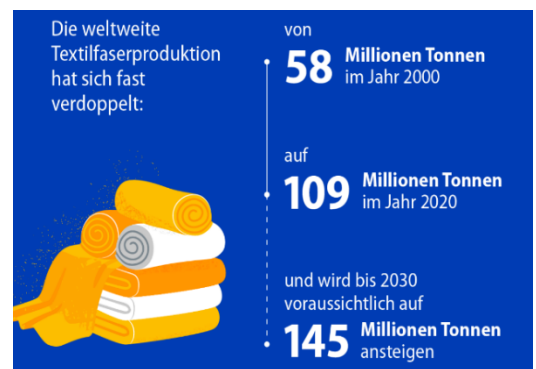 Die weltweite
Textilfaserproduktion
hat sich fast
verdoppelt:
von
58 Millionen Tonnen
im Jahr 2000
auf
109 Millionen Tonnen
im Jahr 2020
und wird bis 2030
voraussichtlich auf
145 Millionen Tonnen
ansteigen